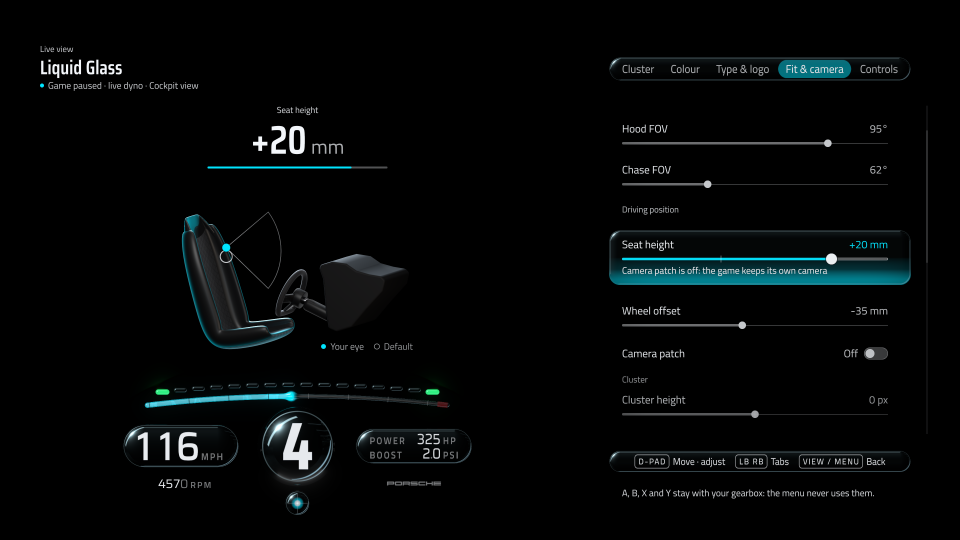 Live view
Liquid Glass
Game paused · live dyno · Cockpit view
Seat height
+20 mm
Your eye
Default
116 MPH
4570 RPM
4
POWER 325 HP
BOOST 2.0 PSI
PORSCHE
Cluster
Colour
Type & logo
Fit & camera
Controls
Hood FOV 95°
Chase FOV 62°
Driving position
Seat height +20 mm
Camera patch is off: the game keeps its own camera
Wheel offset -35 mm
Camera patch Off
Cluster
Cluster height 0 px
D-PAD Move · adjust LB RB Tabs VIEW / MENU Back
A, B, X and Y stay with your gearbox: the menu never uses them.